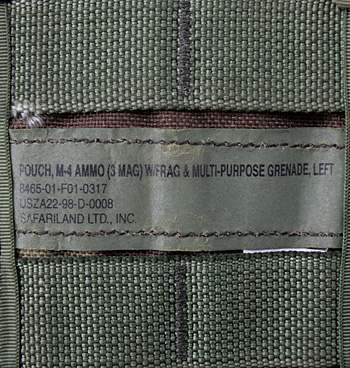 POUCH, M-4 AMMO (3 MAG) W/FRAG & MULTI-PURPOSE GRENADE, LEFT
8465-01-F01-0317
USZA22-98-D-0008
SAFARILAND LTD., INC.